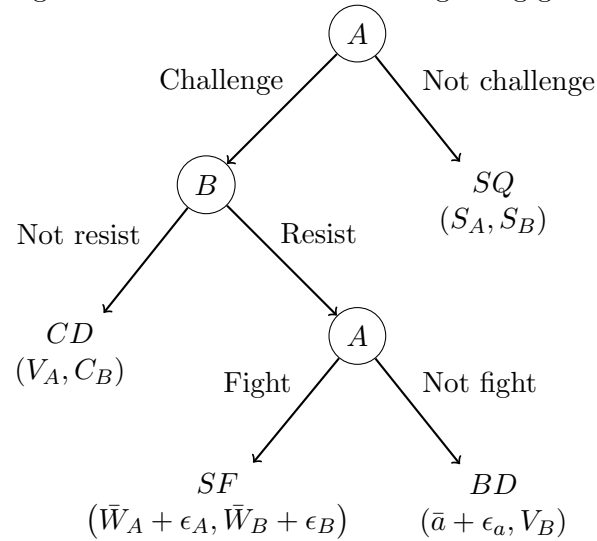 A
Challenge
Not challenge
B
SQ
(S_A, S_B)
Not resist
Resist
CD
(V_A, C_B)
A
Fight
Not fight
SF
(W̄_A + ϵ_A, W̄_B + ϵ_B)
BD
(ā + ϵ_a, V_B)